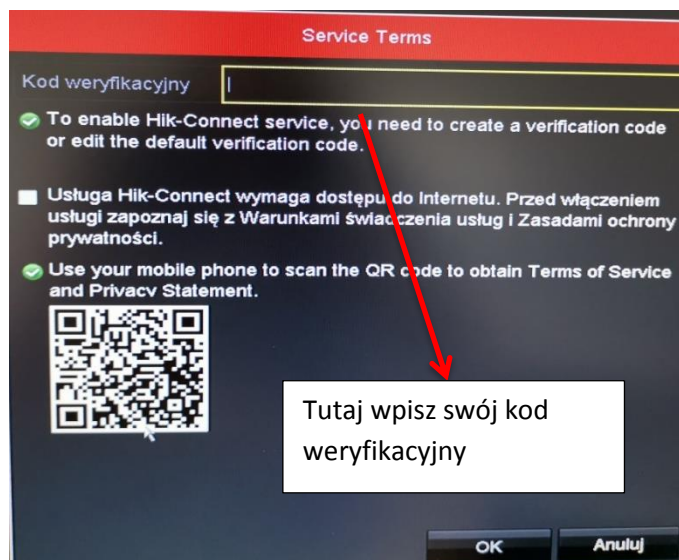 Service Terms
Kod weryfikacyjny
To enable Hik-Connect service, you need to create a verification code
or edit the default verification code.
Usługa Hik-Connect wymaga dostępu do Internetu. Przed włączeniem
usługi zapoznaj się z Warunkami świadczenia usług i Zasadami ochrony
prywatności.
Use your mobile phone to scan the QR code to obtain Terms of Service
and Privacy Statement.
Tutaj wpisz swój kod
weryfikacyjny
OK
Anuluj